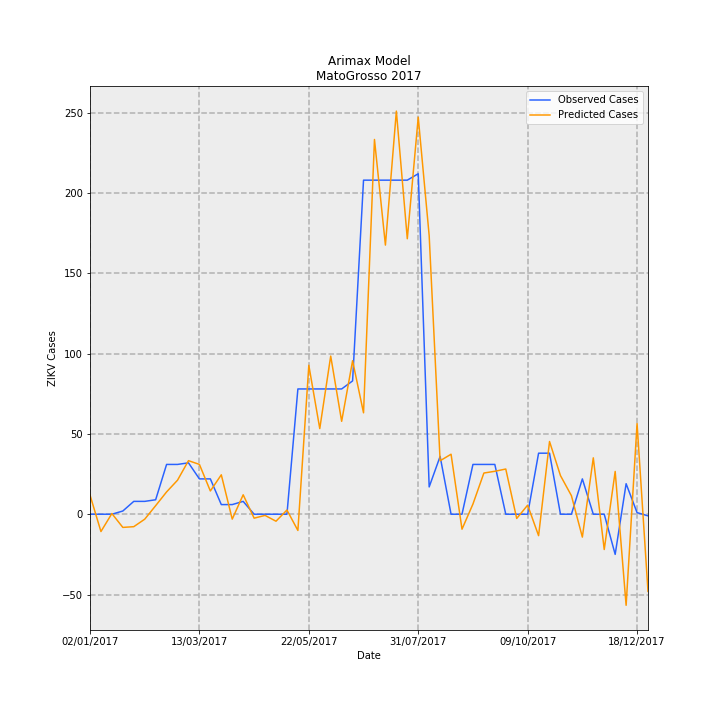 Arimax Model
MatoGrosso 2017
Observed Cases
Predicted Cases
250
200
150
100
50
0
−50
ZIKV Cases
02/01/2017
13/03/2017
22/05/2017
31/07/2017
09/10/2017
18/12/2017
Date